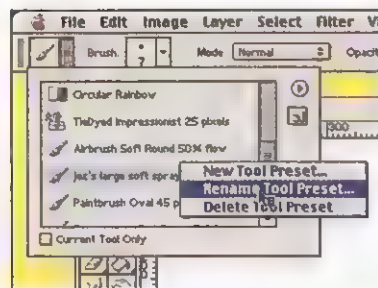 File Edit Image Layer Select Filter V
Brush: 7 Mode: Normal Opacit
Circular Rainbow
TieDyed Impressionist 25 pixels
300
Airbrush Soft Round 50% flow
jaz's large soft spray
New Tool Preset...
Rename Tool Preset...
Paintbrush Oval 45 p
Delete Tool Preset
Current Tool Only